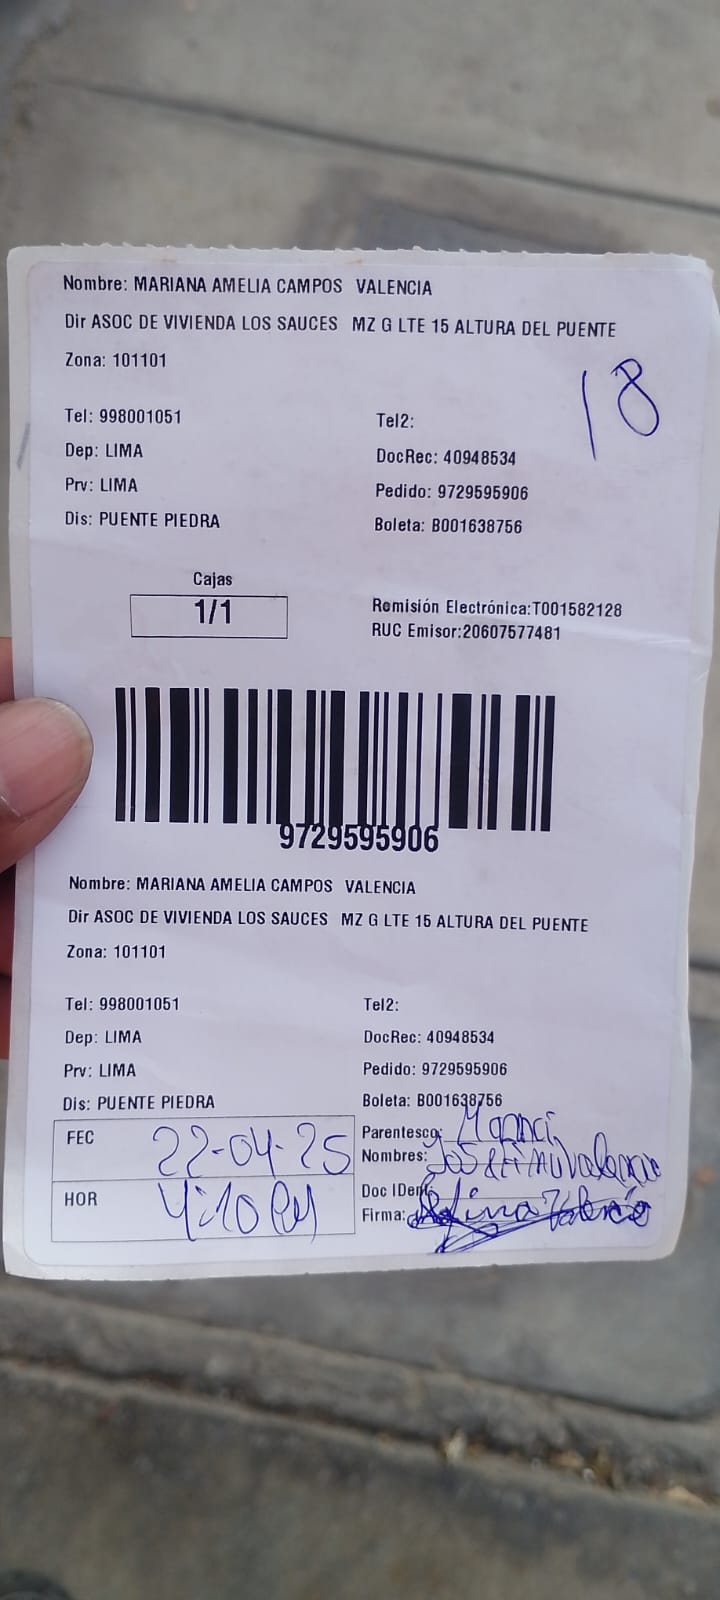 Nombre: MARIANA AMELIA CAMPOS VALENCIA
Dir ASOC DE VIVIENDA LOS SAUCES MZ G LTE 15 ALTURA DEL PUENTE
Zona: 101101
18
Tel: 998001051 Tel2:
Dep: LIMA DocRec: 40948534
Prv: LIMA Pedido: 9729595906
Dis: PUENTE PIEDRA Boleta: B001638756
Cajas
1/1
Remisión Electrónica:T001582128
RUC Emisor:20607577481
9729595906
Nombre: MARIANA AMELIA CAMPOS VALENCIA
Dir ASOC DE VIVIENDA LOS SAUCES MZ G LTE 15 ALTURA DEL PUENTE
Zona: 101101
Tel: 998001051 Tel2:
Dep: LIMA DocRec: 40948534
Prv: LIMA Pedido: 9729595906
Dis: PUENTE PIEDRA Boleta: B001638756
FEC 22-04-25 Parentesco:
Nombres:
HOR 4:10 Doc IDent:
Firma: